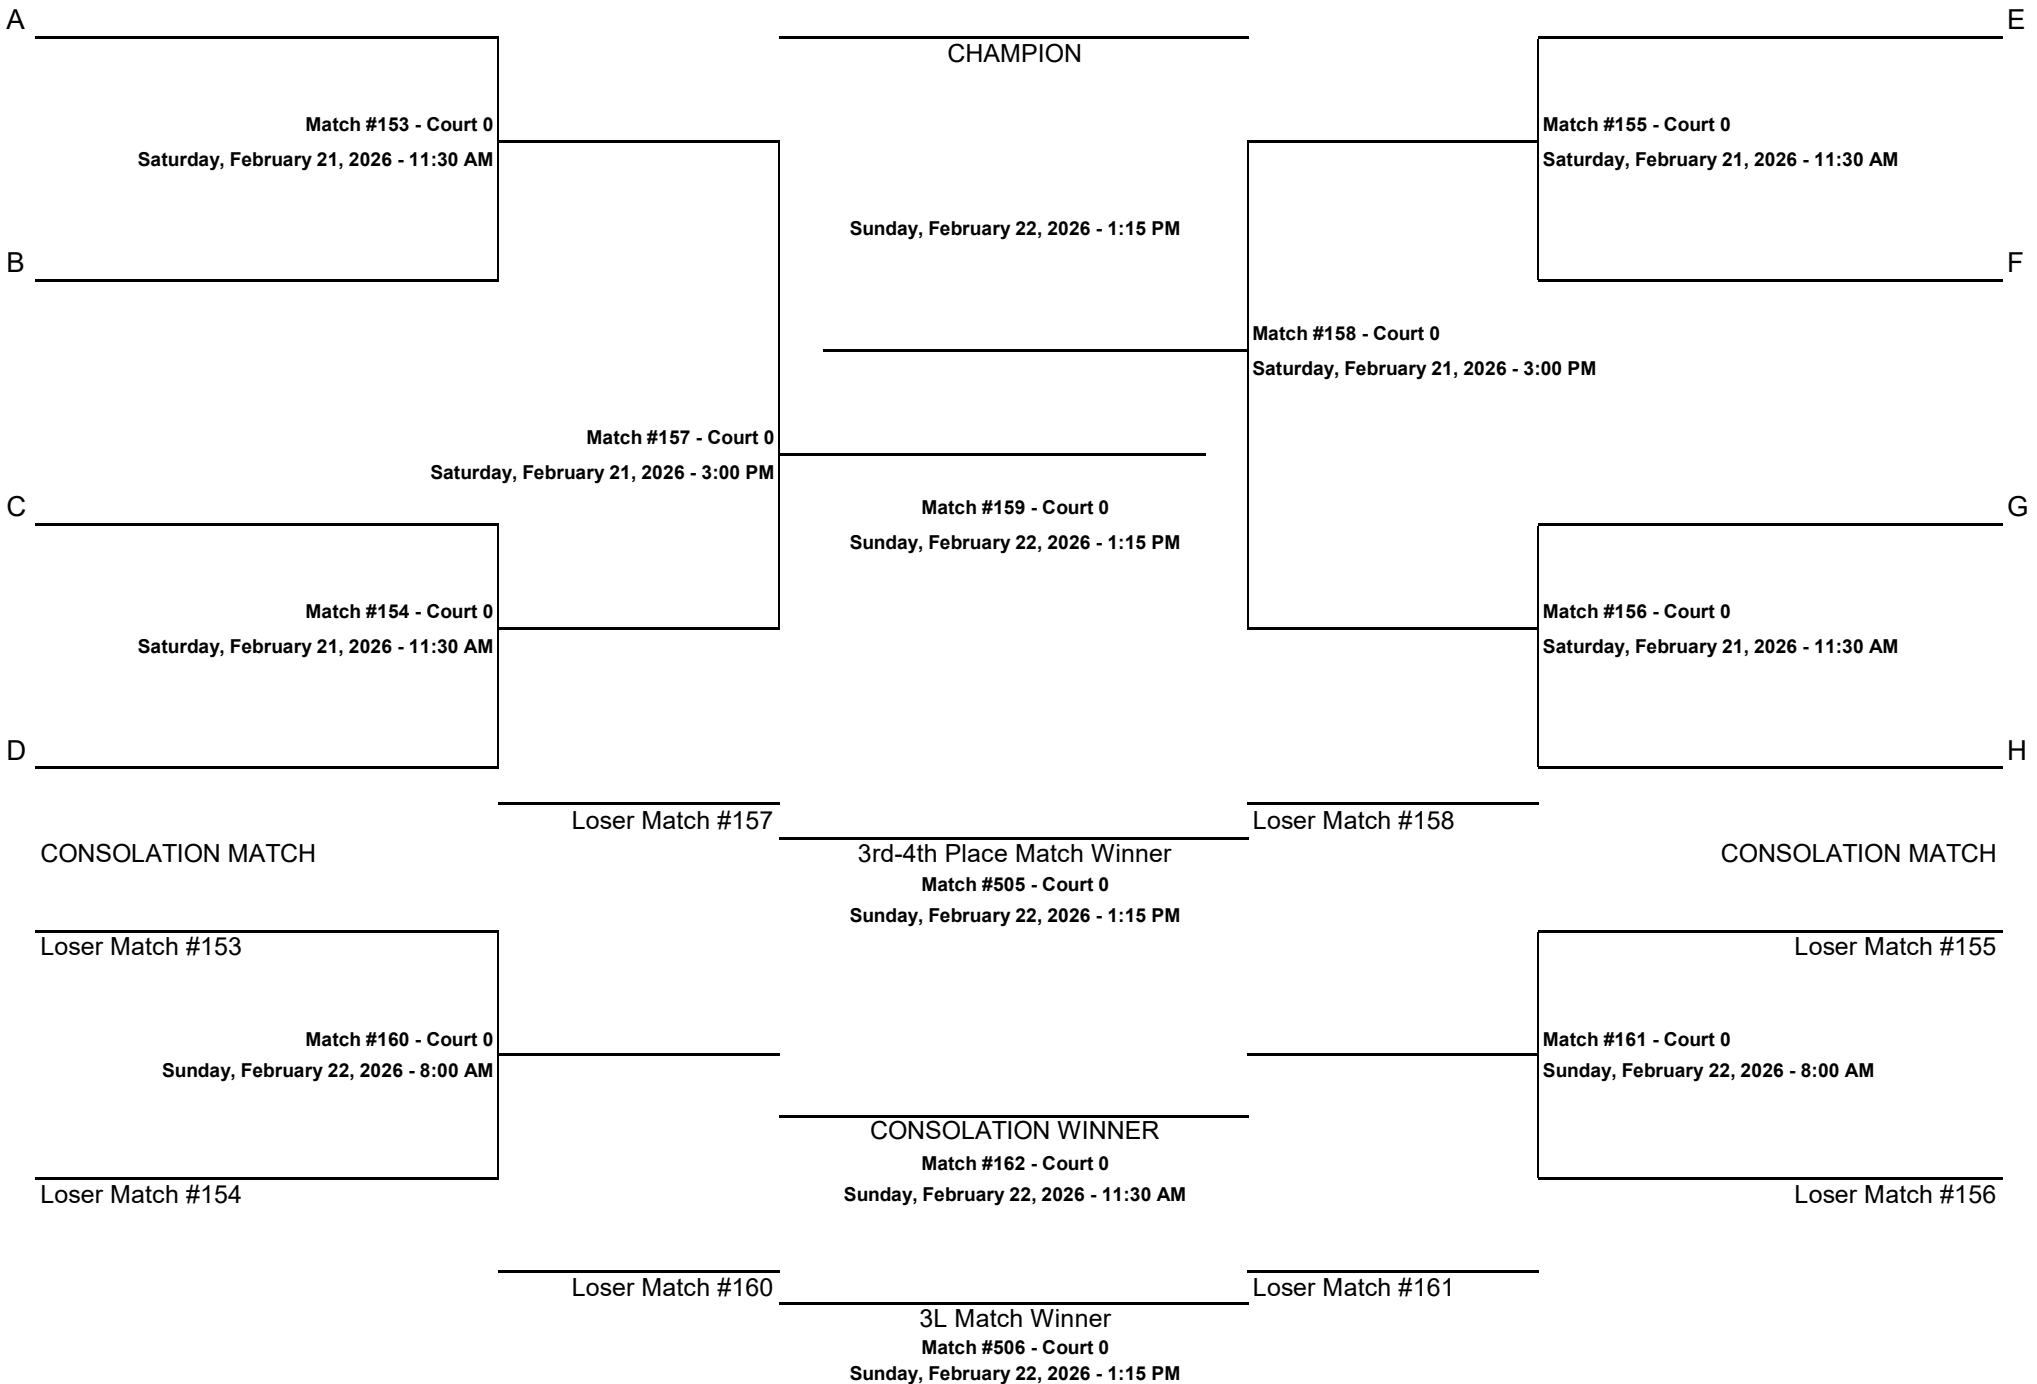 A
E
CHAMPION
Match #153 - Court 0
Saturday, February 21, 2026 - 11:30 AM
Match #155 - Court 0
Saturday, February 21, 2026 - 11:30 AM
Sunday, February 22, 2026 - 1:15 PM
B
F
Match #158 - Court 0
Saturday, February 21, 2026 - 3:00 PM
Match #157 - Court 0
Saturday, February 21, 2026 - 3:00 PM
C
G
Match #159 - Court 0
Sunday, February 22, 2026 - 1:15 PM
Match #154 - Court 0
Saturday, February 21, 2026 - 11:30 AM
Match #156 - Court 0
Saturday, February 21, 2026 - 11:30 AM
D
H
Loser Match #157
Loser Match #158
CONSOLATION MATCH
3rd-4th Place Match Winner
CONSOLATION MATCH
Match #505 - Court 0
Sunday, February 22, 2026 - 1:15 PM
Loser Match #153
Loser Match #155
Match #160 - Court 0
Sunday, February 22, 2026 - 8:00 AM
Match #161 - Court 0
Sunday, February 22, 2026 - 8:00 AM
CONSOLATION WINNER
Match #162 - Court 0
Sunday, February 22, 2026 - 11:30 AM
Loser Match #154
Loser Match #156
Loser Match #160
Loser Match #161
3L Match Winner
Match #506 - Court 0
Sunday, February 22, 2026 - 1:15 PM